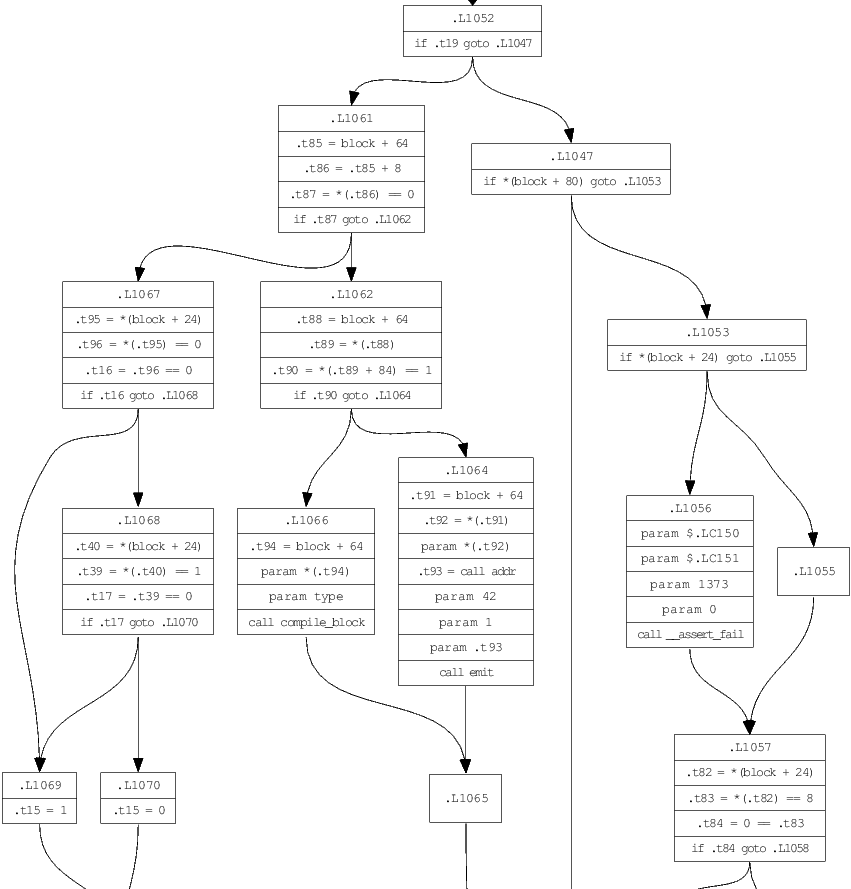 .L1052
if .t19 goto .L1047
.L1061
.t85 = block + 64
.t86 = .t85 + 8
.t87 = *(.t86) == 0
if .t87 goto .L1062
.L1047
if *(block + 80) goto .L1053
.L1067
.t95 = *(block + 24)
.t96 = *(.t95) == 0
.t16 = .t96 == 0
if .t16 goto .L1068
.L1062
.t88 = block + 64
.t89 = *(.t88)
.t90 = *(.t89 + 84) == 1
if .t90 goto .L1064
.L1053
if *(block + 24) goto .L1055
.L1068
.t40 = *(block + 24)
.t39 = *(.t40) == 1
.t17 = .t39 == 0
if .t17 goto .L1070
.L1066
.t94 = block + 64
param *(.t94)
param type
call compile_block
.L1064
.t91 = block + 64
.t92 = *(.t91)
param *(.t92)
.t93 = call addr
param 42
param 1
param .t93
call emit
.L1056
param $.LC150
param $.LC151
param 1373
param 0
call __assert_fail
.L1055
.L1069
.t15 = 1
.L1070
.t15 = 0
.L1065
.L1057
.t82 = *(block + 24)
.t83 = *(.t82) == 8
.t84 = 0 == .t83
if .t84 goto .L1058